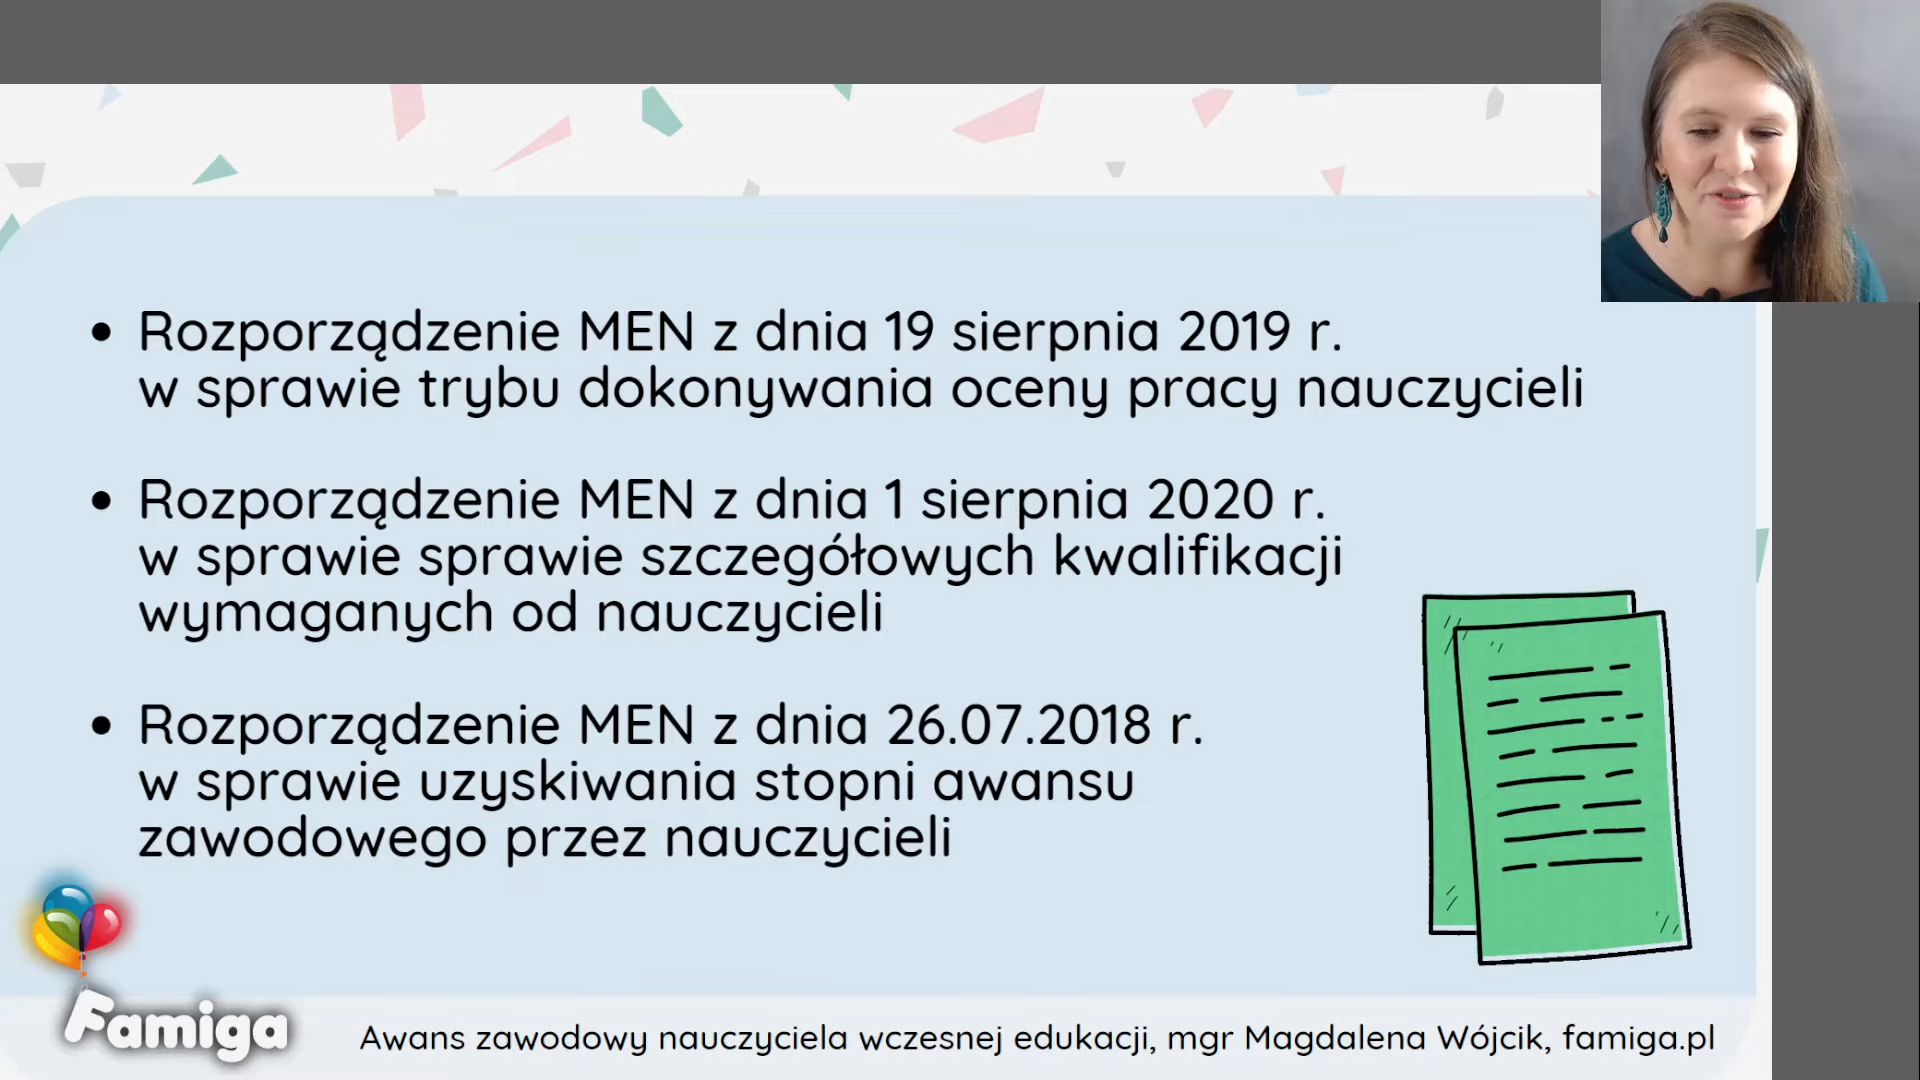 • Rozporządzenie MEN z dnia 19 sierpnia 2019 r.
w sprawie trybu dokonywania oceny pracy nauczycieli
• Rozporządzenie MEN z dnia 1 sierpnia 2020 r.
w sprawie sprawie szczegółowych kwalifikacji
wymaganych od nauczycieli
• Rozporządzenie MEN z dnia 26.07.2018 r.
w sprawie uzyskiwania stopni awansu
zawodowego przez nauczycieli
Famiga
Awans zawodowy nauczyciela wczesnej edukacji, mgr Magdalena Wójcik, famiga.pl